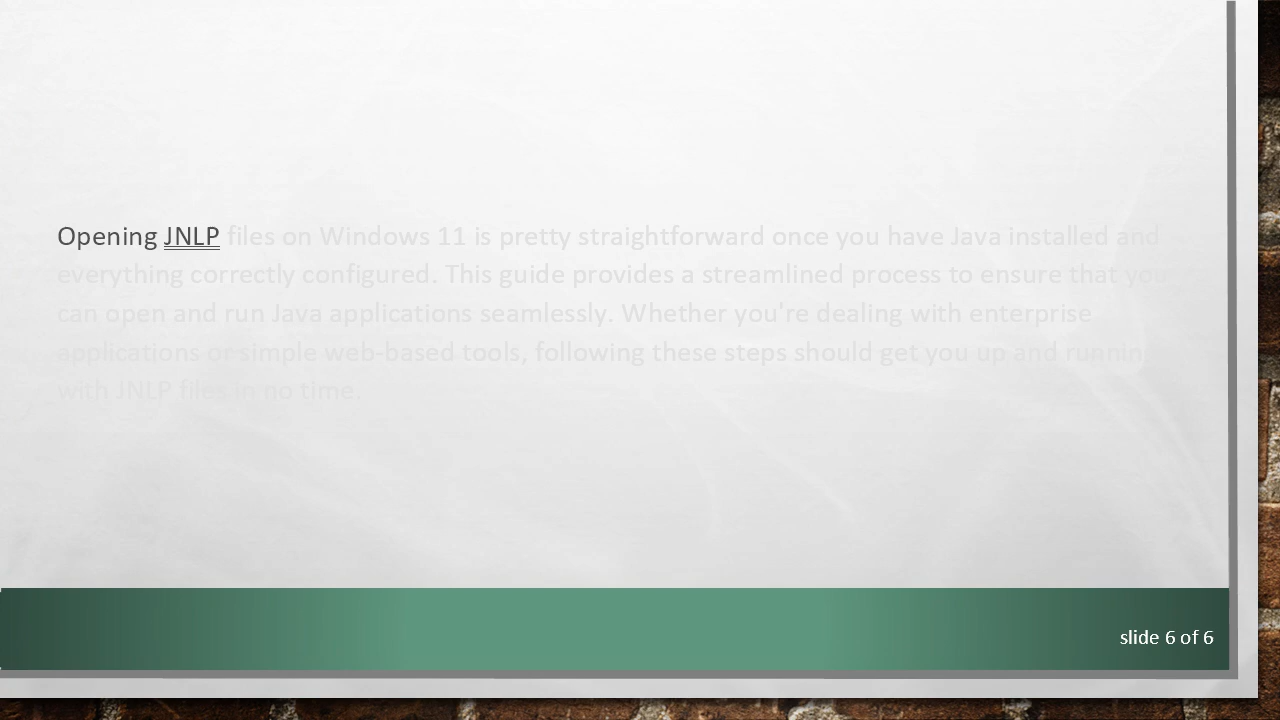 Opening JNLP files on Windows 11 is pretty straightforward once you have Java installed and
everything correctly configured. This guide provides a streamlined process to ensure that you
can open and run Java applications seamlessly. Whether you're dealing with enterprise
applications or simple web-based tools, following these steps should get you up and running
with JNLP files in no time.
slide 6 of 6